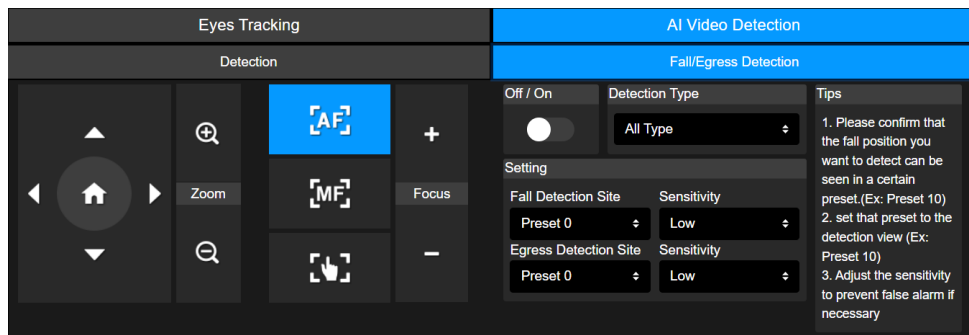 Eyes Tracking
AI Video Detection
Detection
Fall/Egress Detection
Zoom
AF
MF
+
Focus
−
Off / On
Detection Type
All Type
Setting
Fall Detection Site
Sensitivity
Preset 0
Low
Egress Detection Site
Sensitivity
Preset 0
Low
Tips
1. Please confirm that
the fall position you
want to detect can be
seen in a certain
preset.(Ex: Preset 10)
2. set that preset to the
detection view (Ex:
Preset 10)
3. Adjust the sensitivity
to prevent false alarm if
necessary